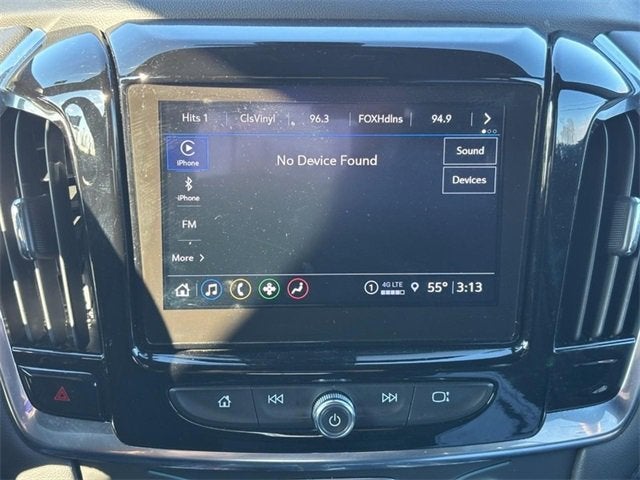 Hits 1 ClsVinyl 96.3 FOXHdlns 94.9
iPhone
No Device Found
Sound
iPhone
Devices
FM
More
1 4G LTE 55° 3:13